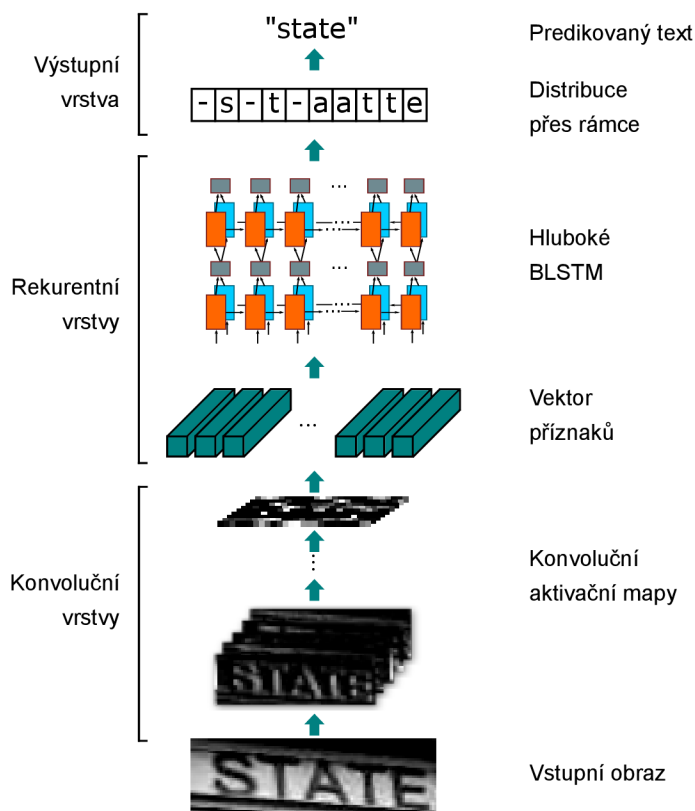 "state"
Predikovaný text
Výstupní
vrstva
-s-t-aatte
Distribuce
přes rámce
...
...
Hluboké
BLSTM
Rekurentní
vrstvy
...
Vektor
příznaků
Konvoluční
aktivační mapy
Konvoluční
vrstvy
STATE
STATE
Vstupní obraz